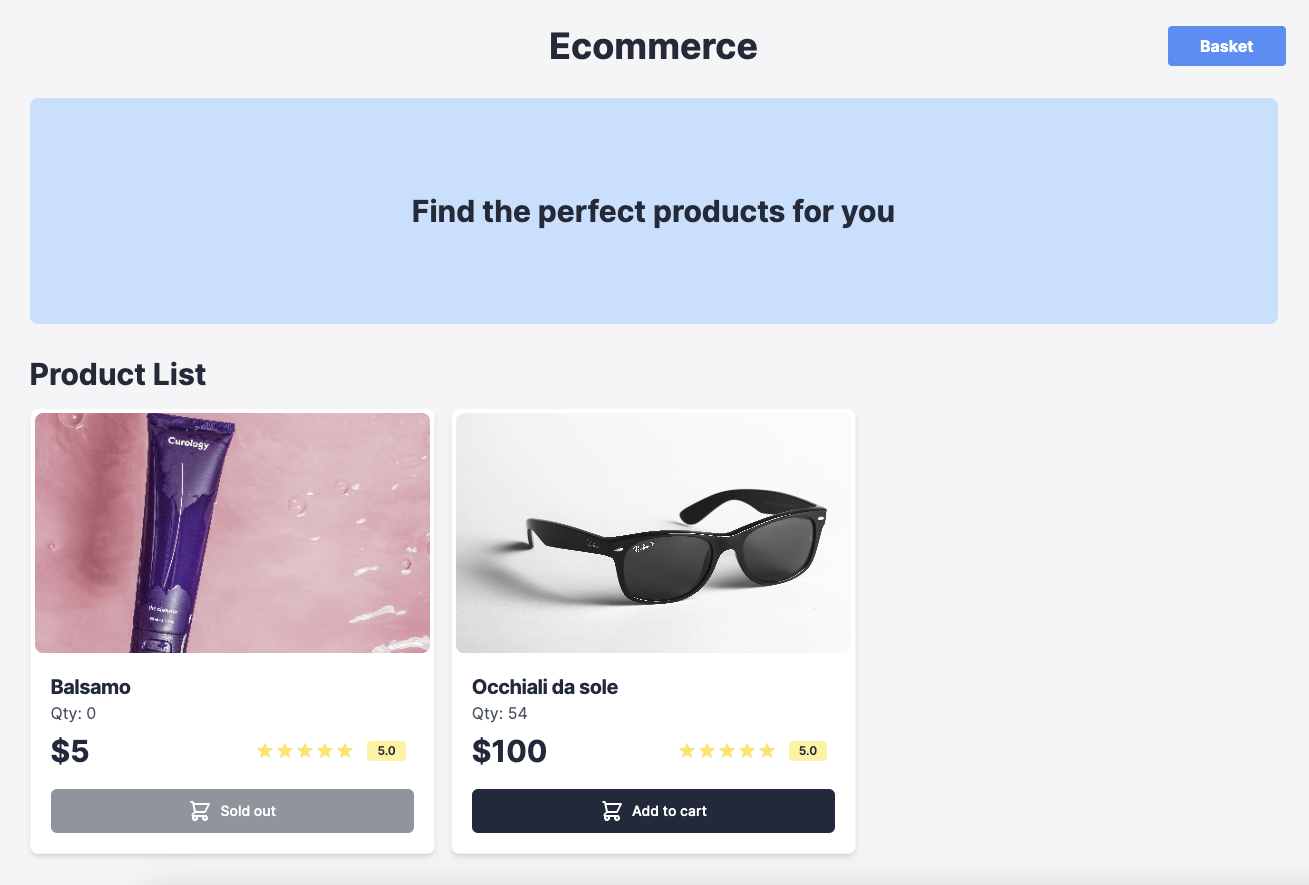 Ecommerce
Basket
Find the perfect products for you
Product List
Curology
Balsamo
Qty: 0
$5
5.0
Sold out
Occhiali da sole
Qty: 54
$100
5.0
Add to cart